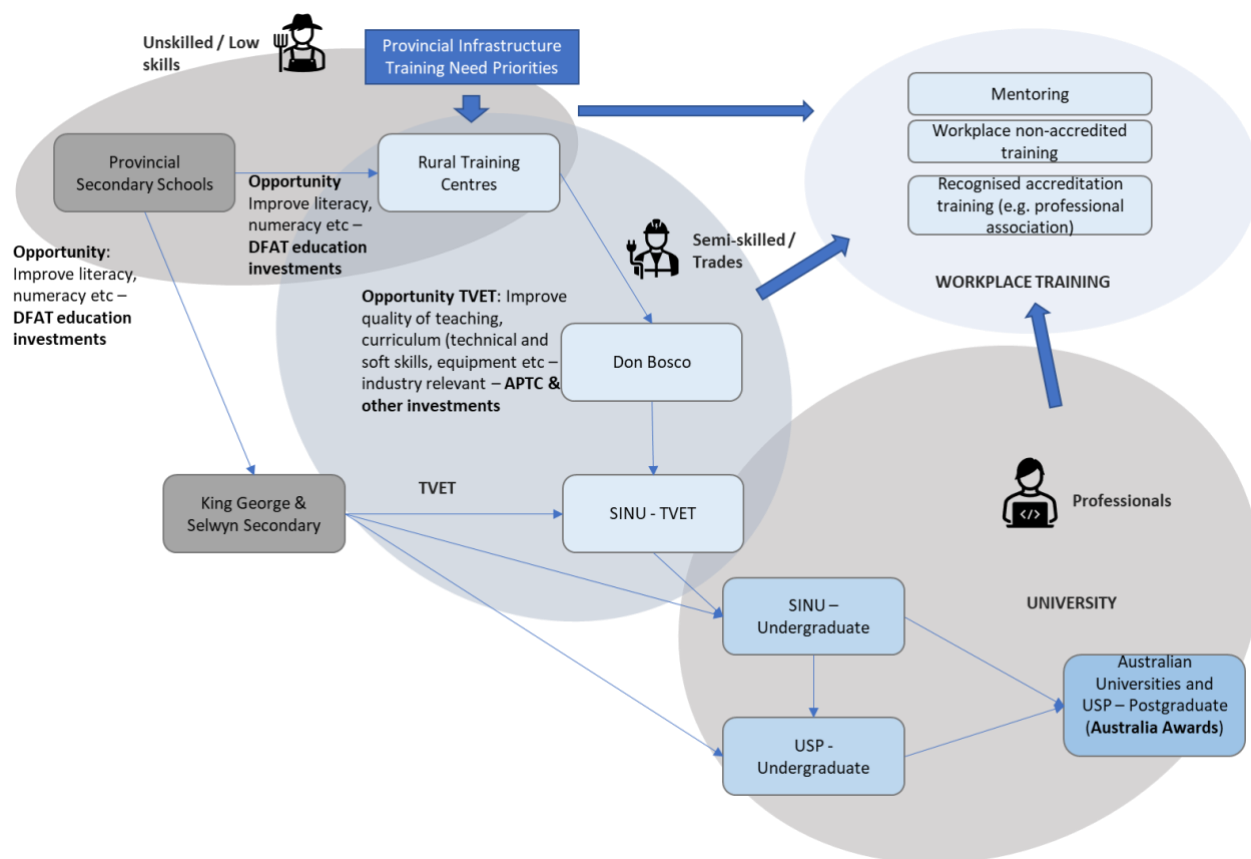 Unskilled / Low
skills
Provincial Infrastructure
Training Need Priorities
Mentoring
Workplace non-accredited
training
Recognised accreditation
training (e.g. professional
association)
WORKPLACE TRAINING
Provincial
Secondary Schools
Opportunity
Improve literacy,
numeracy etc –
DFAT education
investments
Rural Training
Centres
Opportunity:
Improve literacy,
numeracy etc –
DFAT education
investments
Semi-skilled /
Trades
Opportunity TVET: Improve
quality of teaching,
curriculum (technical and
soft skills, equipment etc –
industry relevant – APTC &
other investments
Don Bosco
King George &
Selwyn Secondary
TVET
SINU - TVET
Professionals
SINU –
Undergraduate
UNIVERSITY
USP -
Undergraduate
Australian
Universities and
USP – Postgraduate
(Australia Awards)